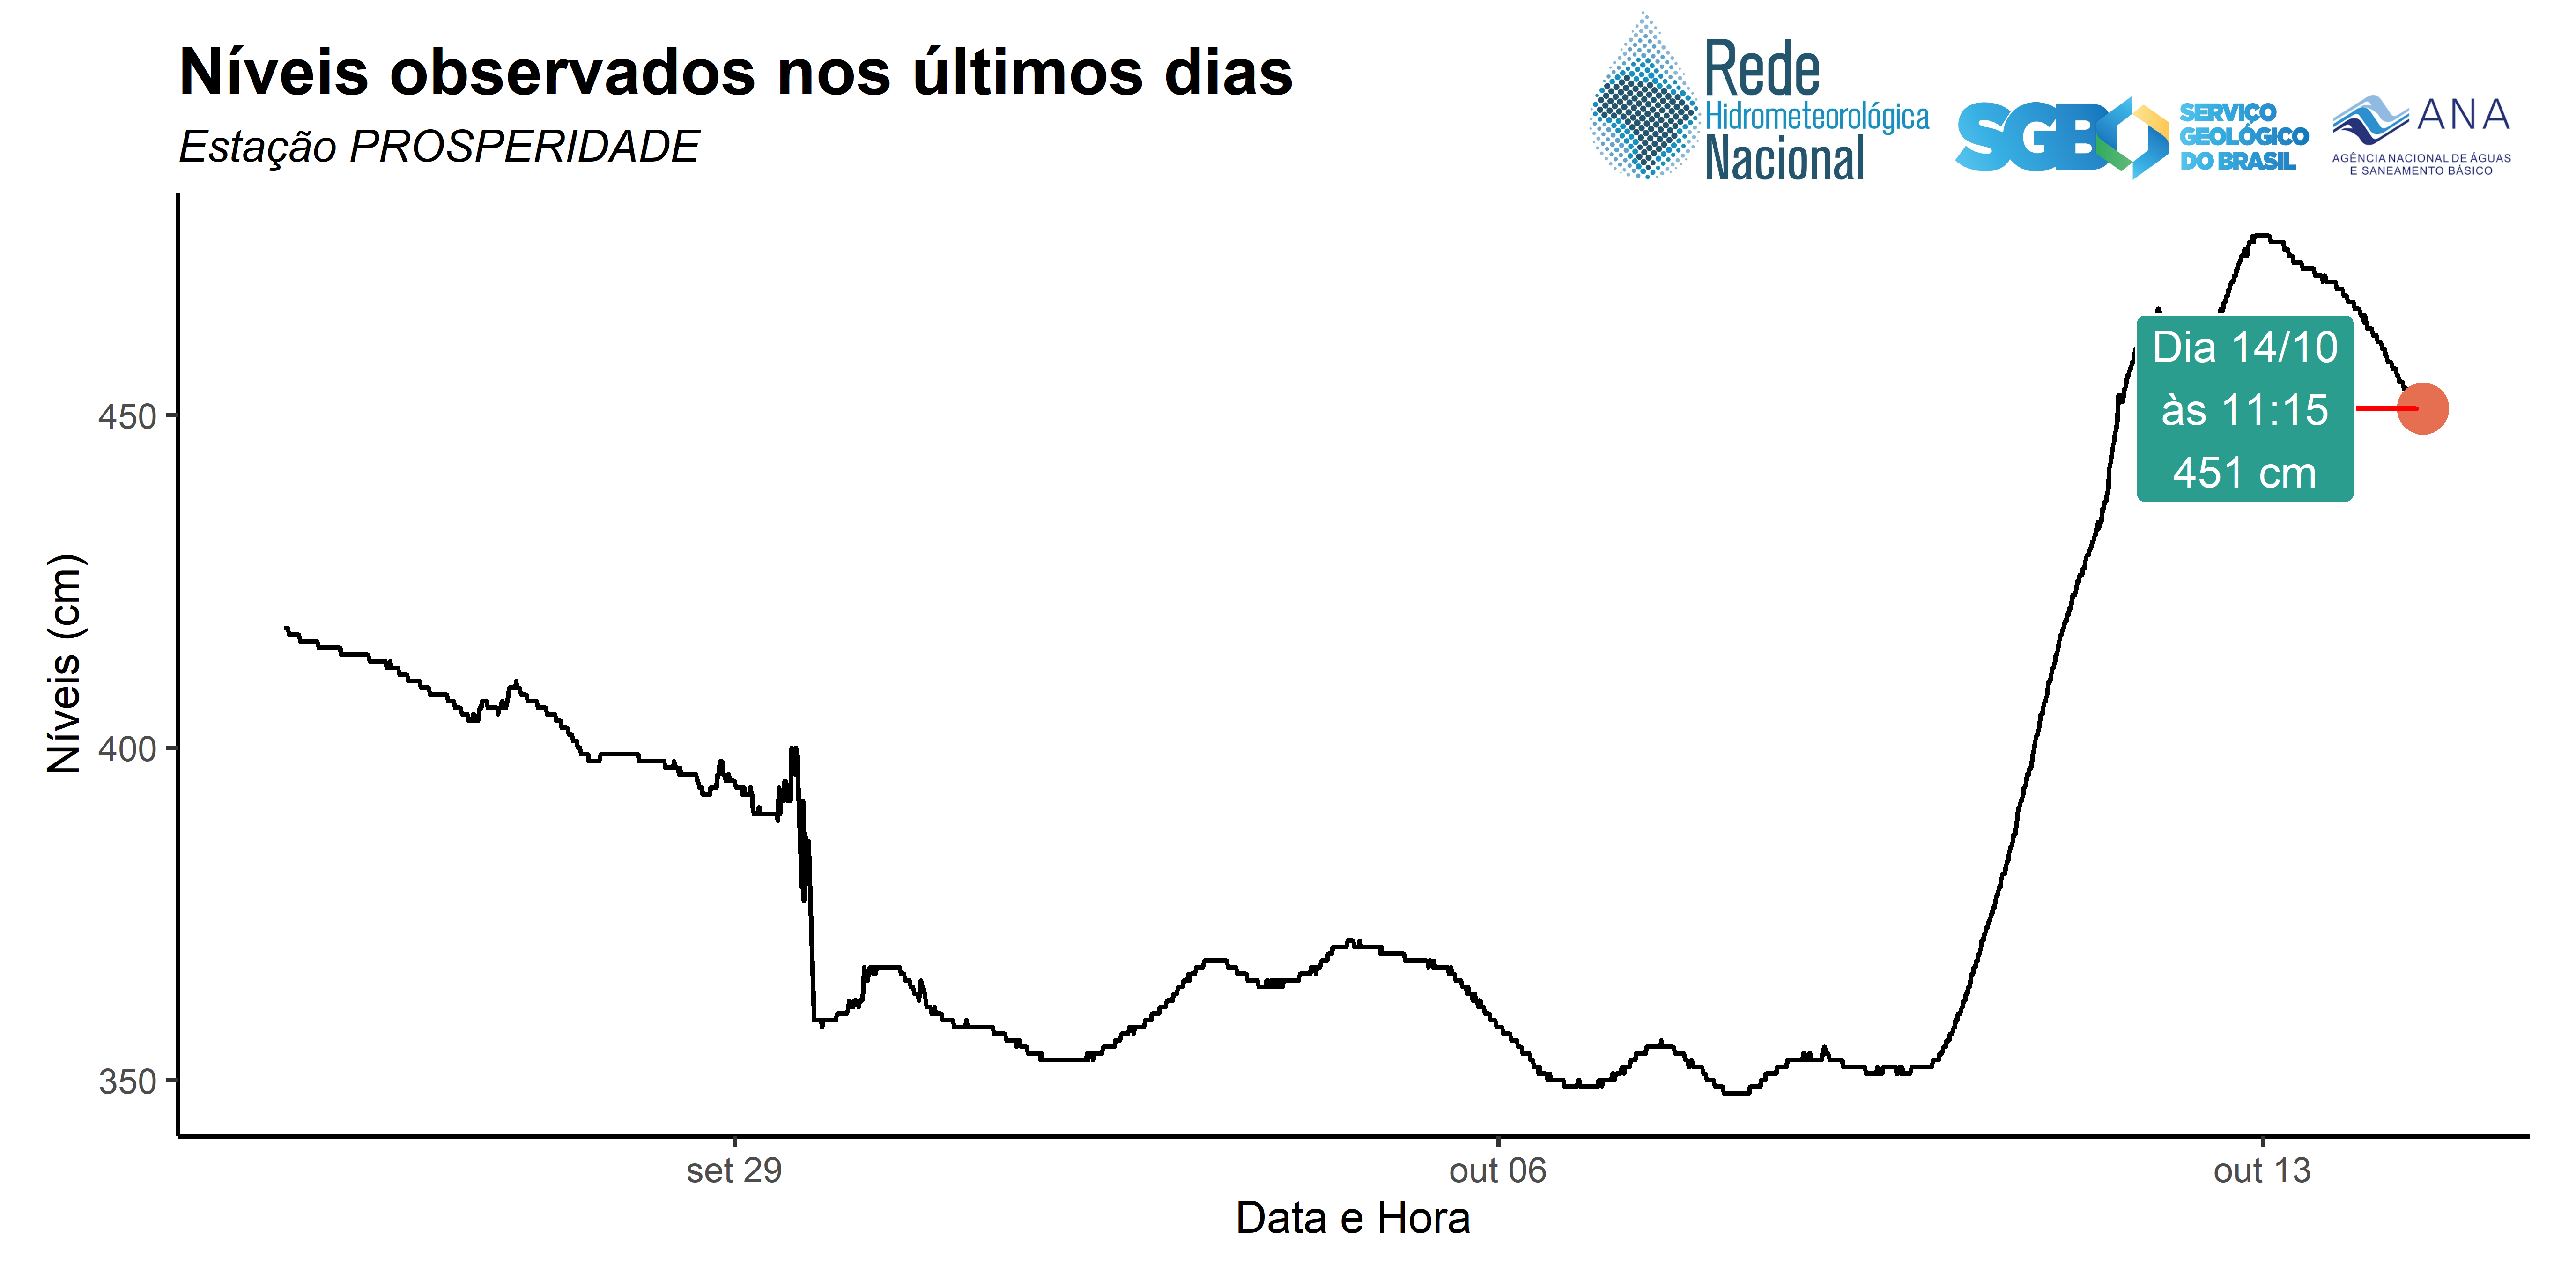 Níveis observados nos últimos dias
Estação PROSPERIDADE
Rede
Hidrometeorológica
Nacional
SGB
SERVIÇO
GEOLÓGICO
DO BRASIL
ANA
AGÊNCIA NACIONAL DE ÁGUAS
E SANEAMENTO BÁSICO
Níveis (cm)
450
400
350
Dia 14/10
às 11:15
451 cm
set 29
out 06
out 13
Data e Hora